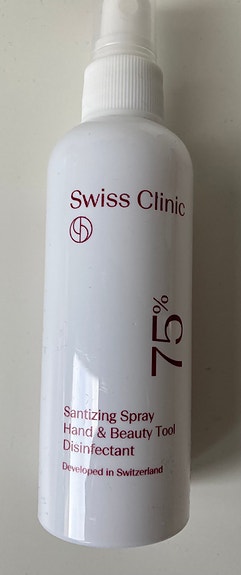 Swiss Clinic
75%
Santizing Spray
Hand & Beauty Tool
Disinfectant
Developed in Switzerland